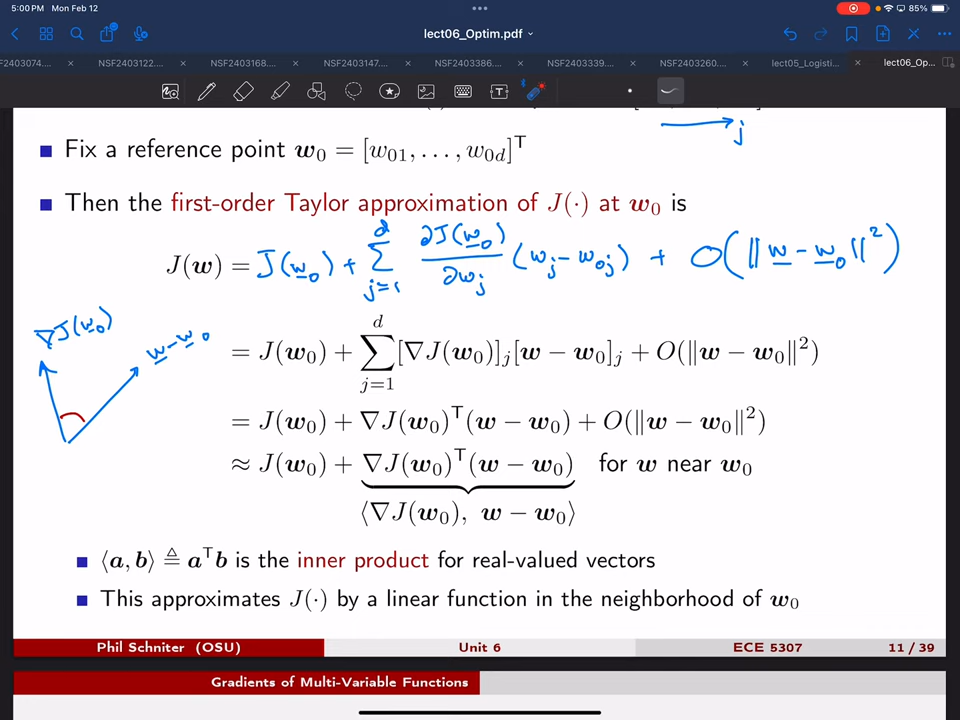 5:00 PM Mon Feb 12
85%
lect06_Optim.pdf
F2403074.... NSF2403122.... NSF2403168.... NSF2403147.... NSF2403386.... NSF2403339.... NSF2403260.... lect05_Logisti... lect06_Op...
j
Fix a reference point w₀ = [w₀₁, . . . , w₀d]ᵀ
Then the first-order Taylor approximation of J(·) at w₀ is
J(w) = J(w₀) + ∑_{j=1}^{d} ∂J(w₀)/∂wⱼ (wⱼ − w₀ⱼ) + O(‖w − w₀‖²)
∇J(w₀)
w − w₀
= J(w₀) + ∑_{j=1}^{d} [∇J(w₀)]ⱼ[w − w₀]ⱼ + O(‖w − w₀‖²)
= J(w₀) + ∇J(w₀)ᵀ(w − w₀) + O(‖w − w₀‖²)
≈ J(w₀) + ∇J(w₀)ᵀ(w − w₀) for w near w₀
⟨∇J(w₀), w − w₀⟩
⟨a, b⟩ ≜ aᵀb is the inner product for real-valued vectors
This approximates J(·) by a linear function in the neighborhood of w₀
Phil Schniter (OSU) Unit 6 ECE 5307 11 / 39
Gradients of Multi-Variable Functions